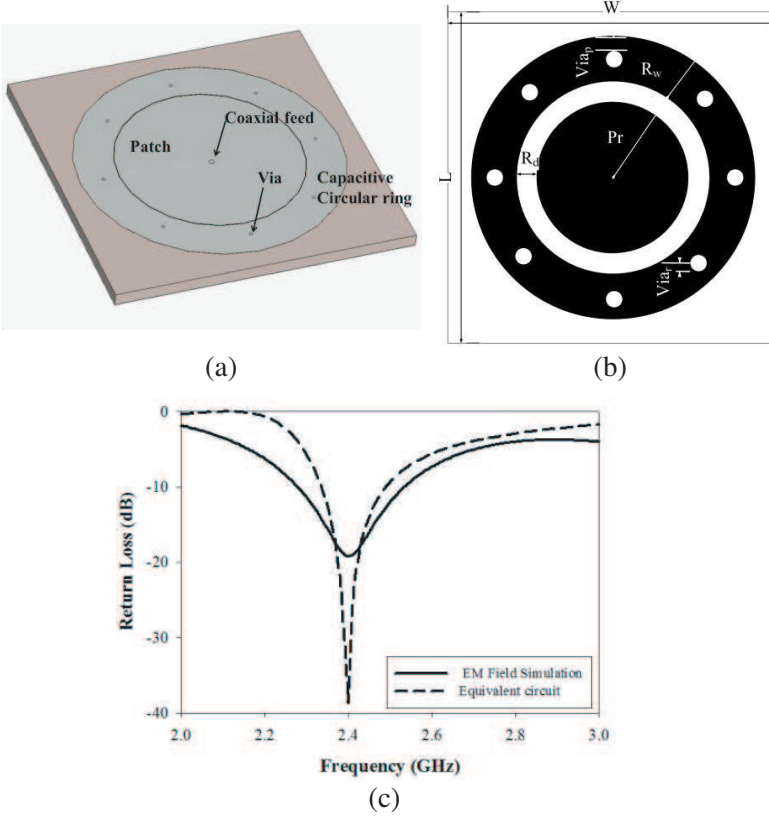 Patch
Coaxial feed
Via
Capacitive
Circular ring
(a)
W
L
Via_p
R_w
Pr
R_d
Via_r
(b)
Return Loss (dB)
0
-10
-20
-30
-40
2.0 2.2 2.4 2.6 2.8 3.0
Frequency (GHz)
EM Field Simulation
Equivalent circuit
(c)